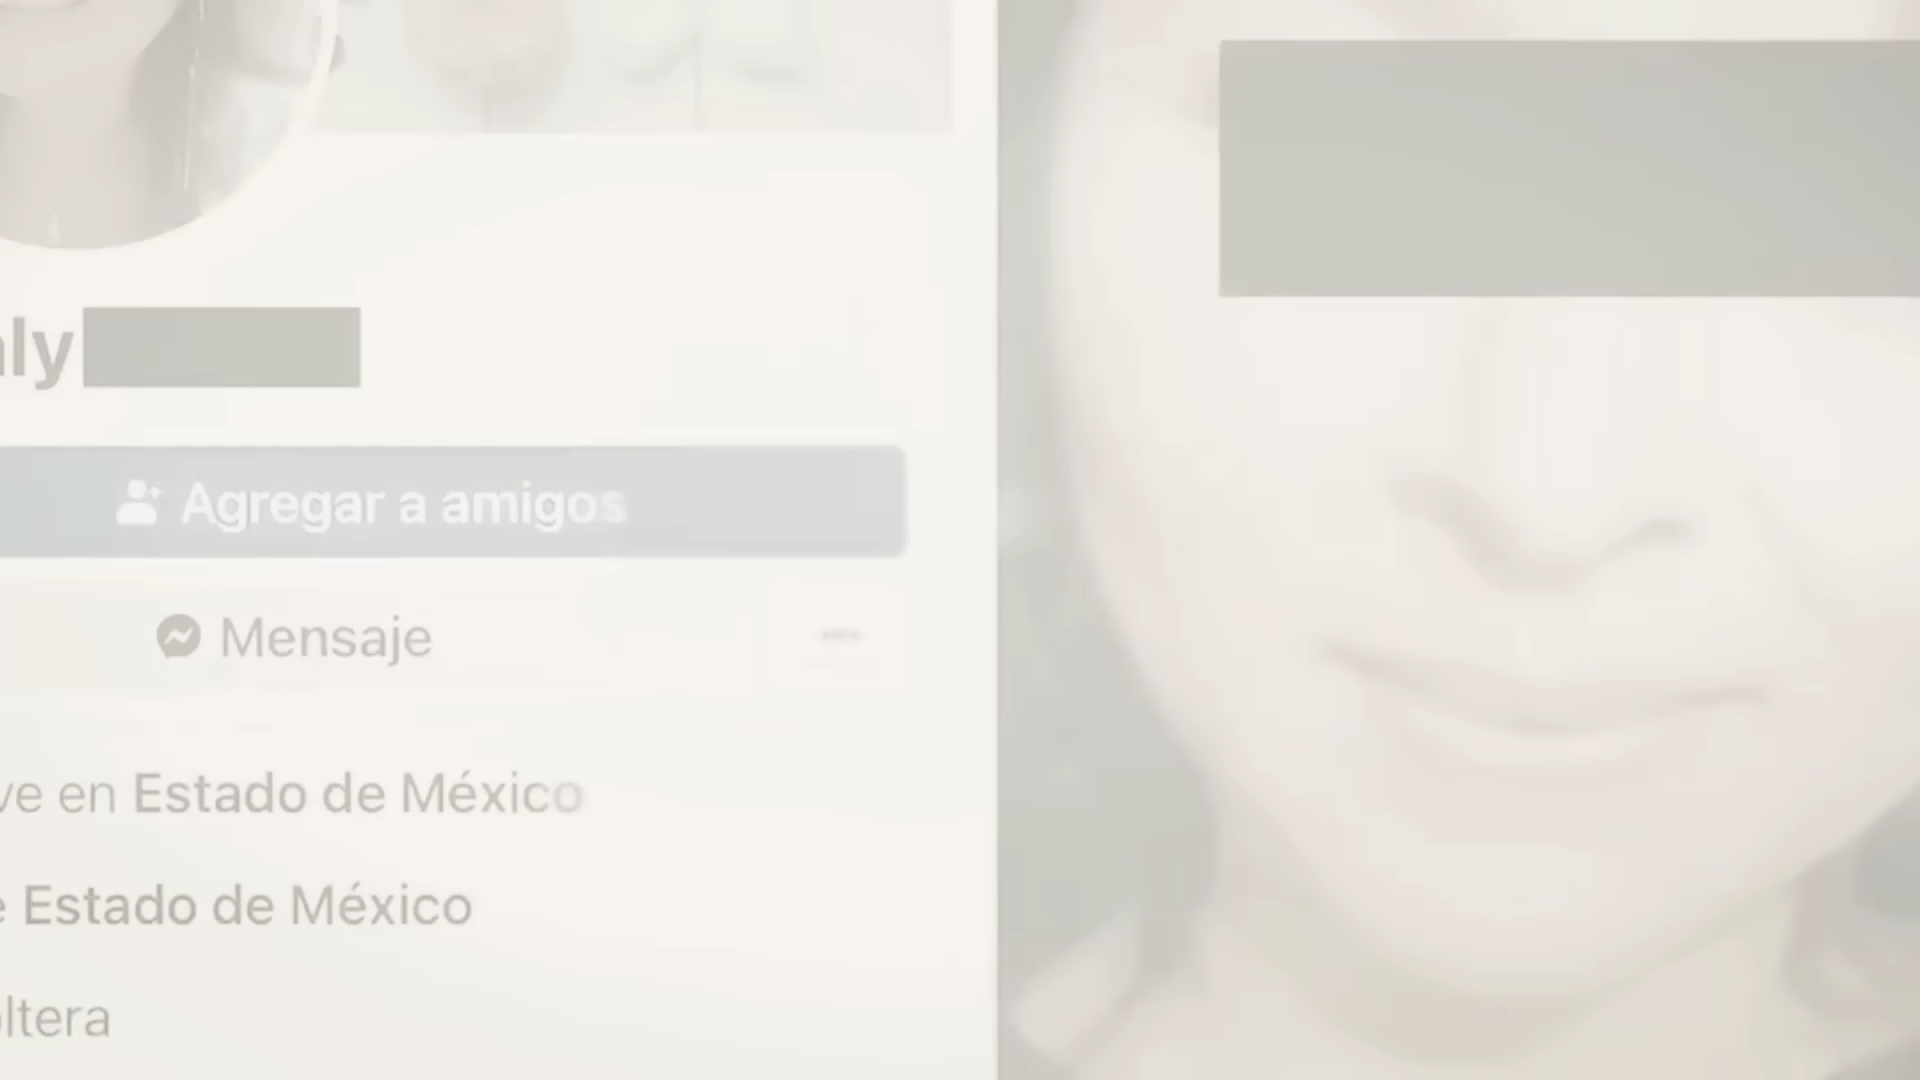 ly
Agregar a amigos
Mensaje
ve en Estado de México
e Estado de México
ltera